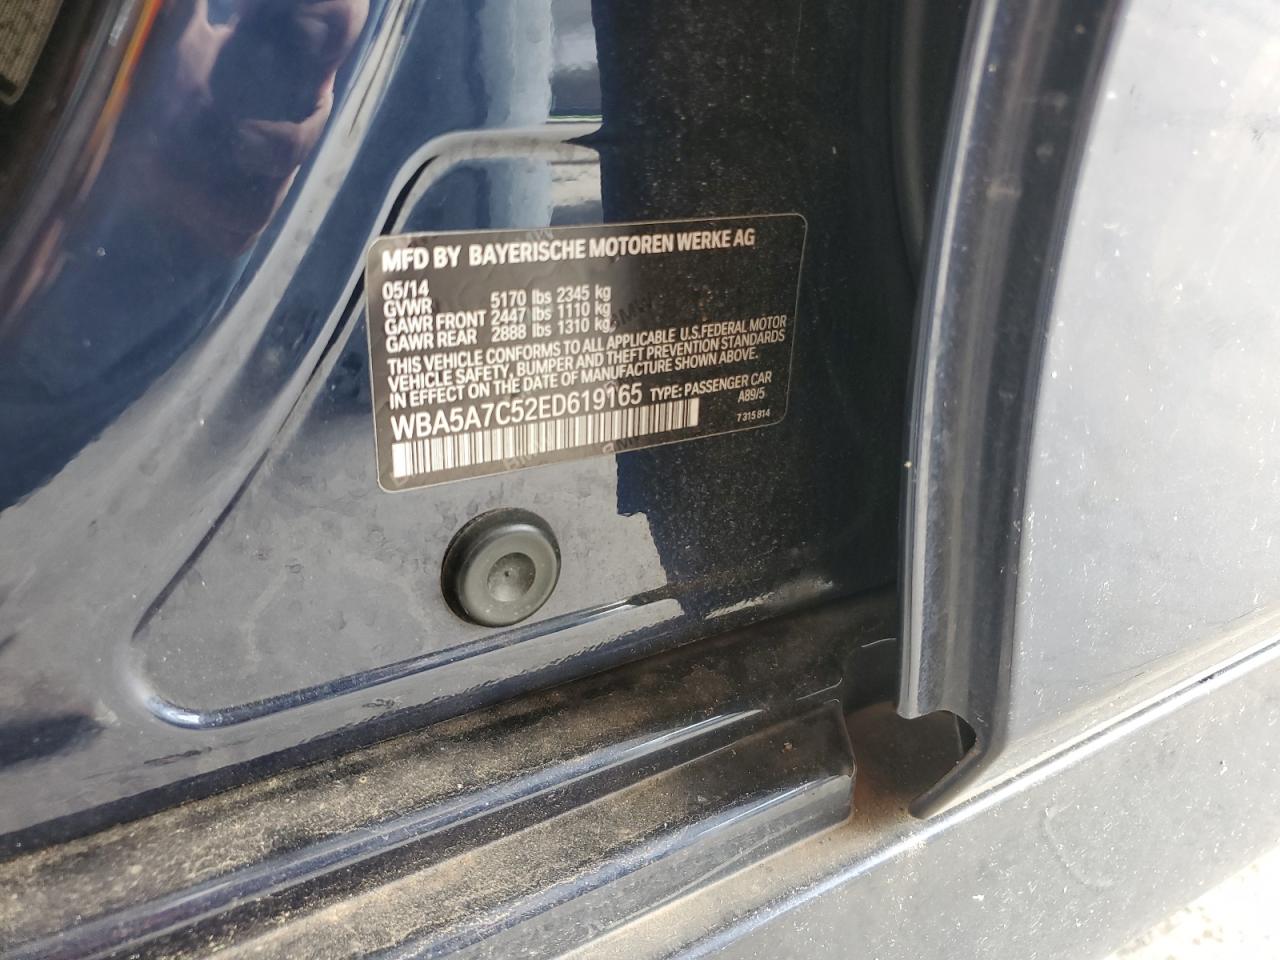 MFD BY BAYERISCHE MOTOREN WERKE AG
05/14
GVWR 5170 lbs 2345 kg
GAWR FRONT 2447 lbs 1110 kg
GAWR REAR 2888 lbs 1310 kg
THIS VEHICLE CONFORMS TO ALL APPLICABLE U.S.FEDERAL MOTOR
VEHICLE SAFETY, BUMPER AND THEFT PREVENTION STANDARDS
IN EFFECT ON THE DATE OF MANUFACTURE SHOWN ABOVE.
WBA5A7C52ED619165 TYPE: PASSENGER CAR
A89/5
7 315 814